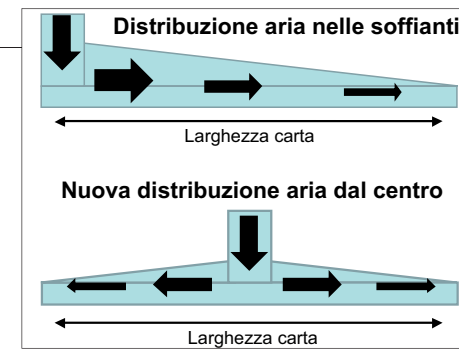 Distribuzione aria nelle soffianti
Larghezza carta
Nuova distribuzione aria dal centro
Larghezza carta